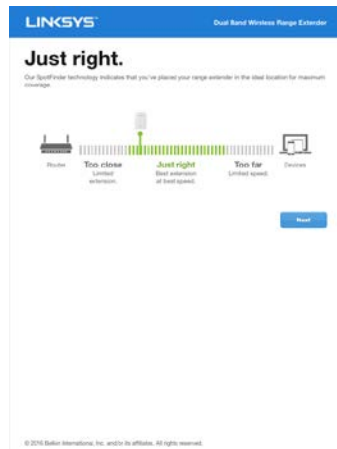 LINKSYS
Dual Band Wireless Range Extender
Just right.
Our SpotFinder technology indicates that you've placed your range extender in the ideal location for maximum
coverage.
Router
Too close
Limited
extension.
Just right
Best extension
at best speed.
Too far
Limited speed.
Devices
Next
© 2016 Belkin International, Inc. and/or its affiliates. All rights reserved.